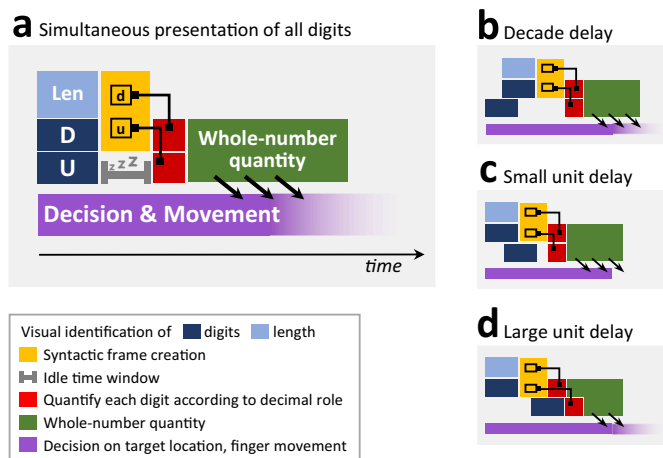 a Simultaneous presentation of all digits
Len
d
D
u
U
z z z
Whole-number
quantity
Decision & Movement
time
b Decade delay
c Small unit delay
d Large unit delay
Visual identification of digits length
Syntactic frame creation
Idle time window
Quantify each digit according to decimal role
Whole-number quantity
Decision on target location, finger movement